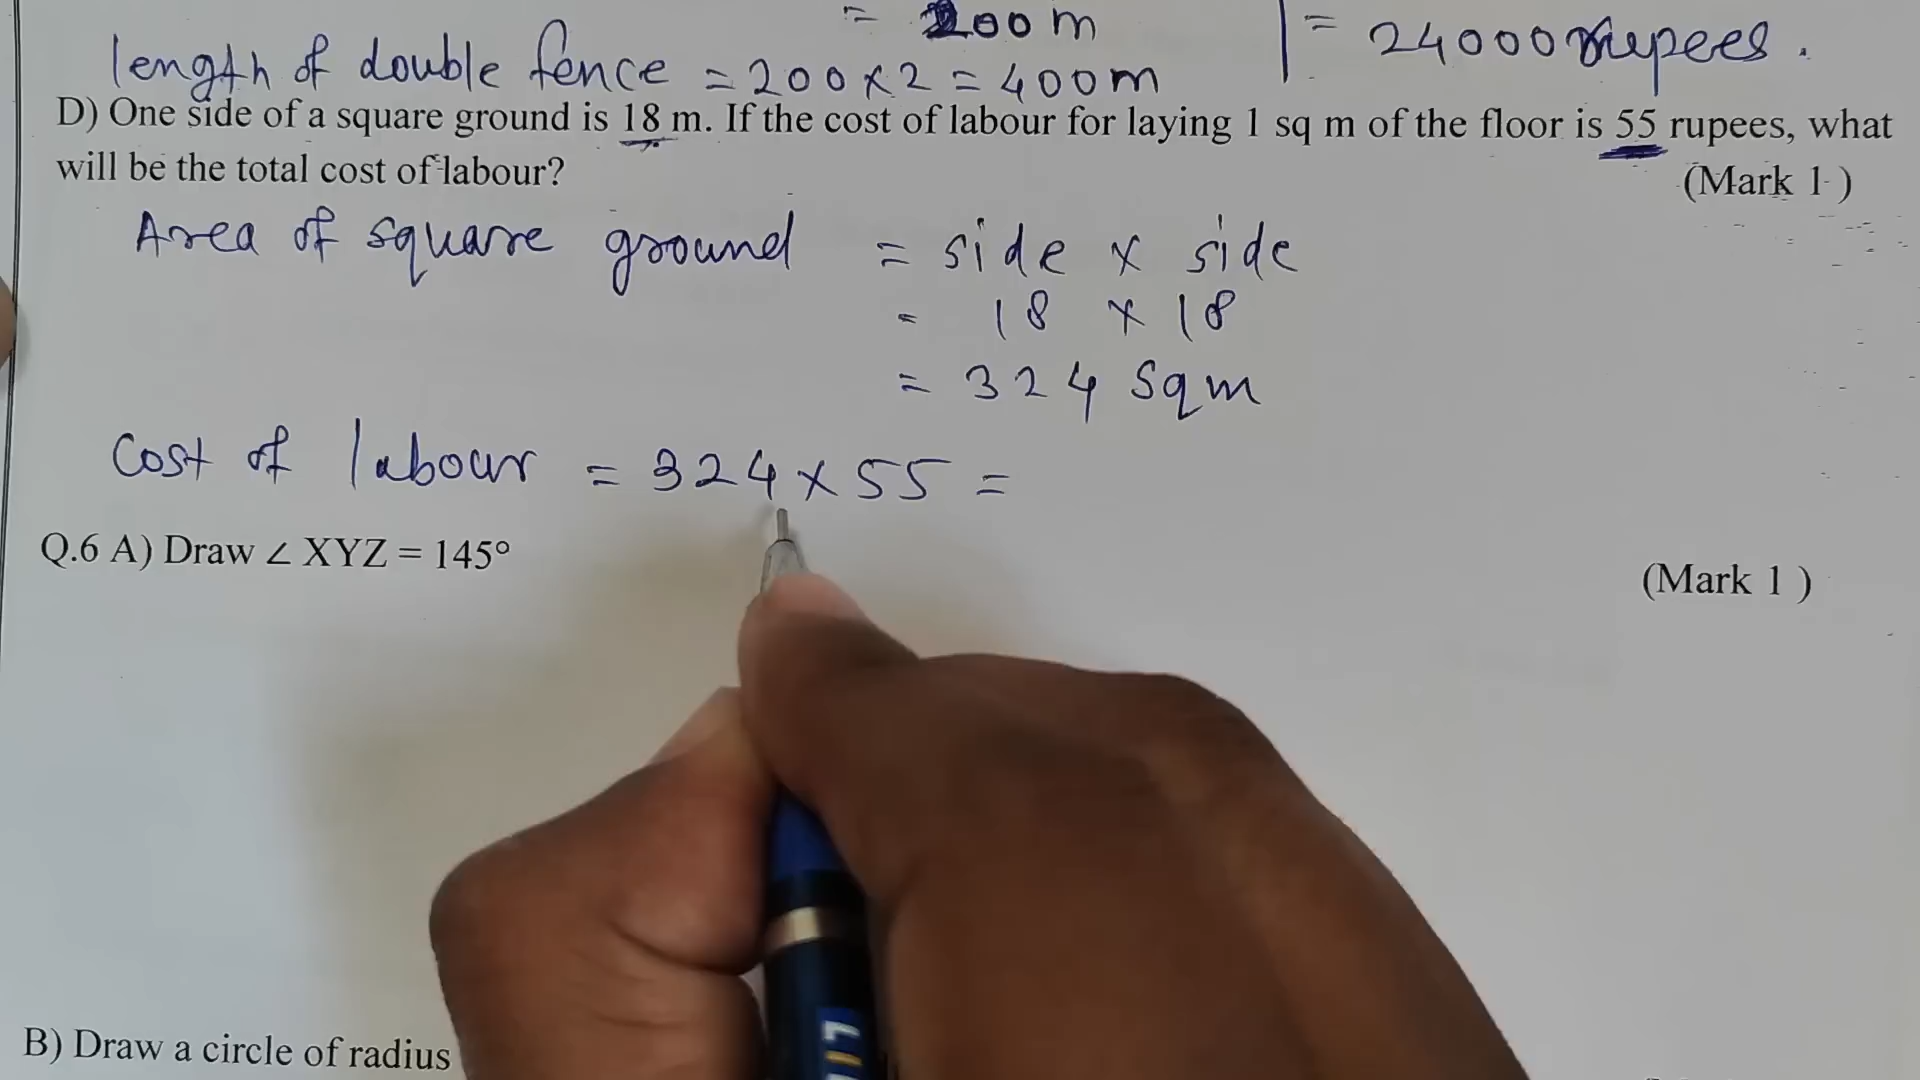 = 200 m
= 24000 rupees.
length of double fence = 200 x 2 = 400 m
D) One side of a square ground is 18 m. If the cost of labour for laying 1 sq m of the floor is 55 rupees, what
will be the total cost of labour?
(Mark 1 )
Area of square ground = side x side
= 18 x 18
= 324 sqm
Cost of labour = 324 x 55 =
Q.6 A) Draw ∠ XYZ = 145°
(Mark 1 )
B) Draw a circle of radius